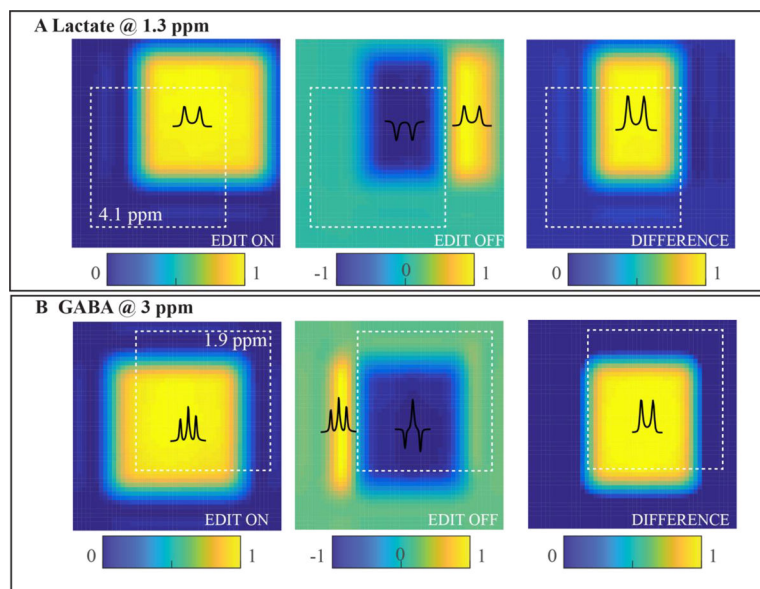 A Lactate @ 1.3 ppm
4.1 ppm
EDIT ON
EDIT OFF
DIFFERENCE
0 1
-1 0 1
0 1
B GABA @ 3 ppm
1.9 ppm
EDIT ON
EDIT OFF
DIFFERENCE
0 1
-1 0 1
0 1